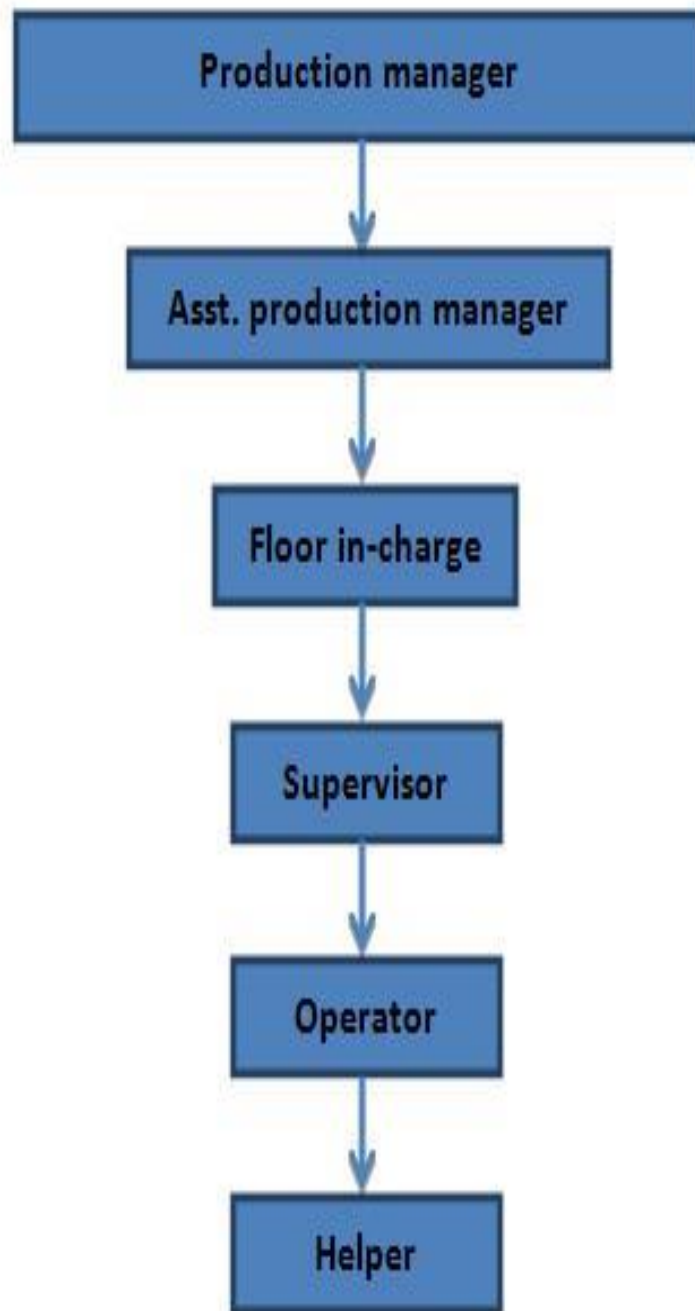 Production manager
Asst. production manager
Floor in-charge
Supervisor
Operator
Helper